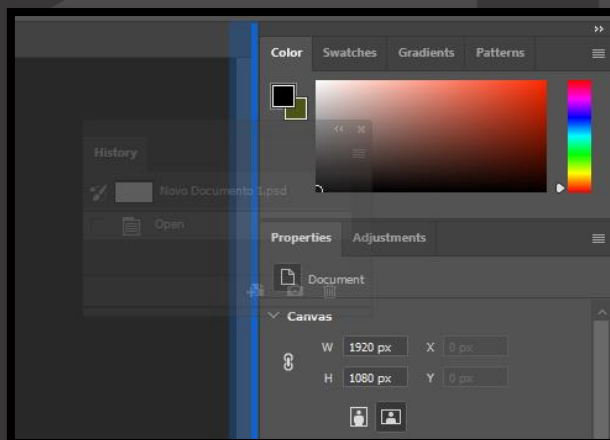 Color Swatches Gradients Patterns
History
Novo Documento 1.psd
Open
Properties Adjustments
Document
Canvas
W 1920 px X 0 px
H 1080 px Y 0 px